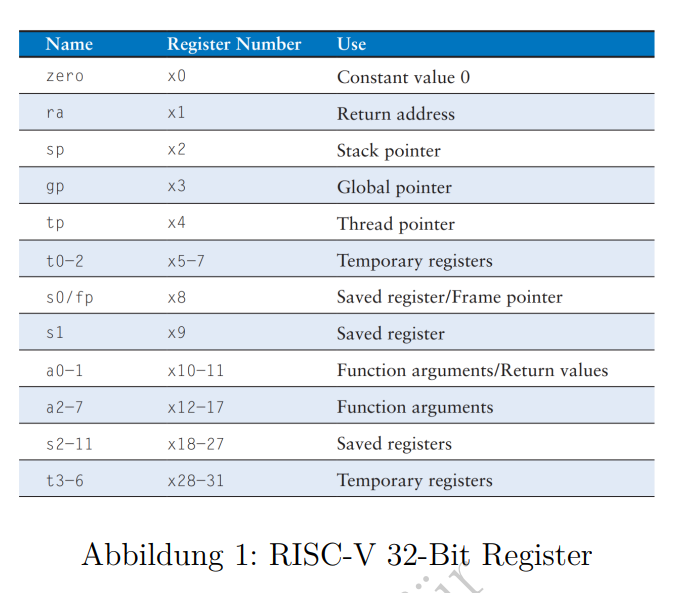 Name Register Number Use
zero x0 Constant value 0
ra x1 Return address
sp x2 Stack pointer
gp x3 Global pointer
tp x4 Thread pointer
t0–2 x5–7 Temporary registers
s0/fp x8 Saved register/Frame pointer
s1 x9 Saved register
a0–1 x10–11 Function arguments/Return values
a2–7 x12–17 Function arguments
s2–11 x18–27 Saved registers
t3–6 x28–31 Temporary registers
Abbildung 1: RISC-V 32-Bit Register